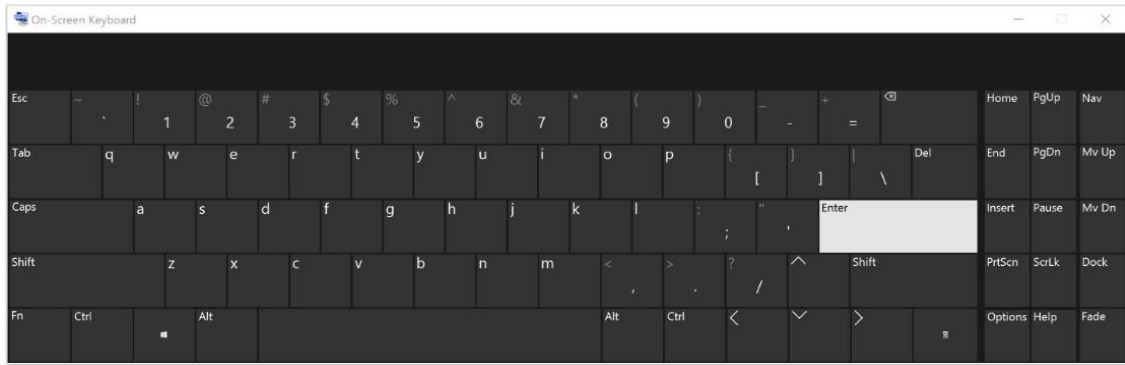 On-Screen Keyboard
Esc ~ ` ! 1 @ 2 # 3 $ 4 % 5 ^ 6 & 7 * 8 ( 9 ) 0 _ - + = Home PgUp Nav
Tab q w e r t y u i o p { [ } ] | \ Del End PgDn Mv Up
Caps a s d f g h j k l : ; " ' Enter Insert Pause Mv Dn
Shift z x c v b n m < , > . ? / Shift PrtScn ScrLk Dock
Fn Ctrl Alt Alt Ctrl Options Help Fade